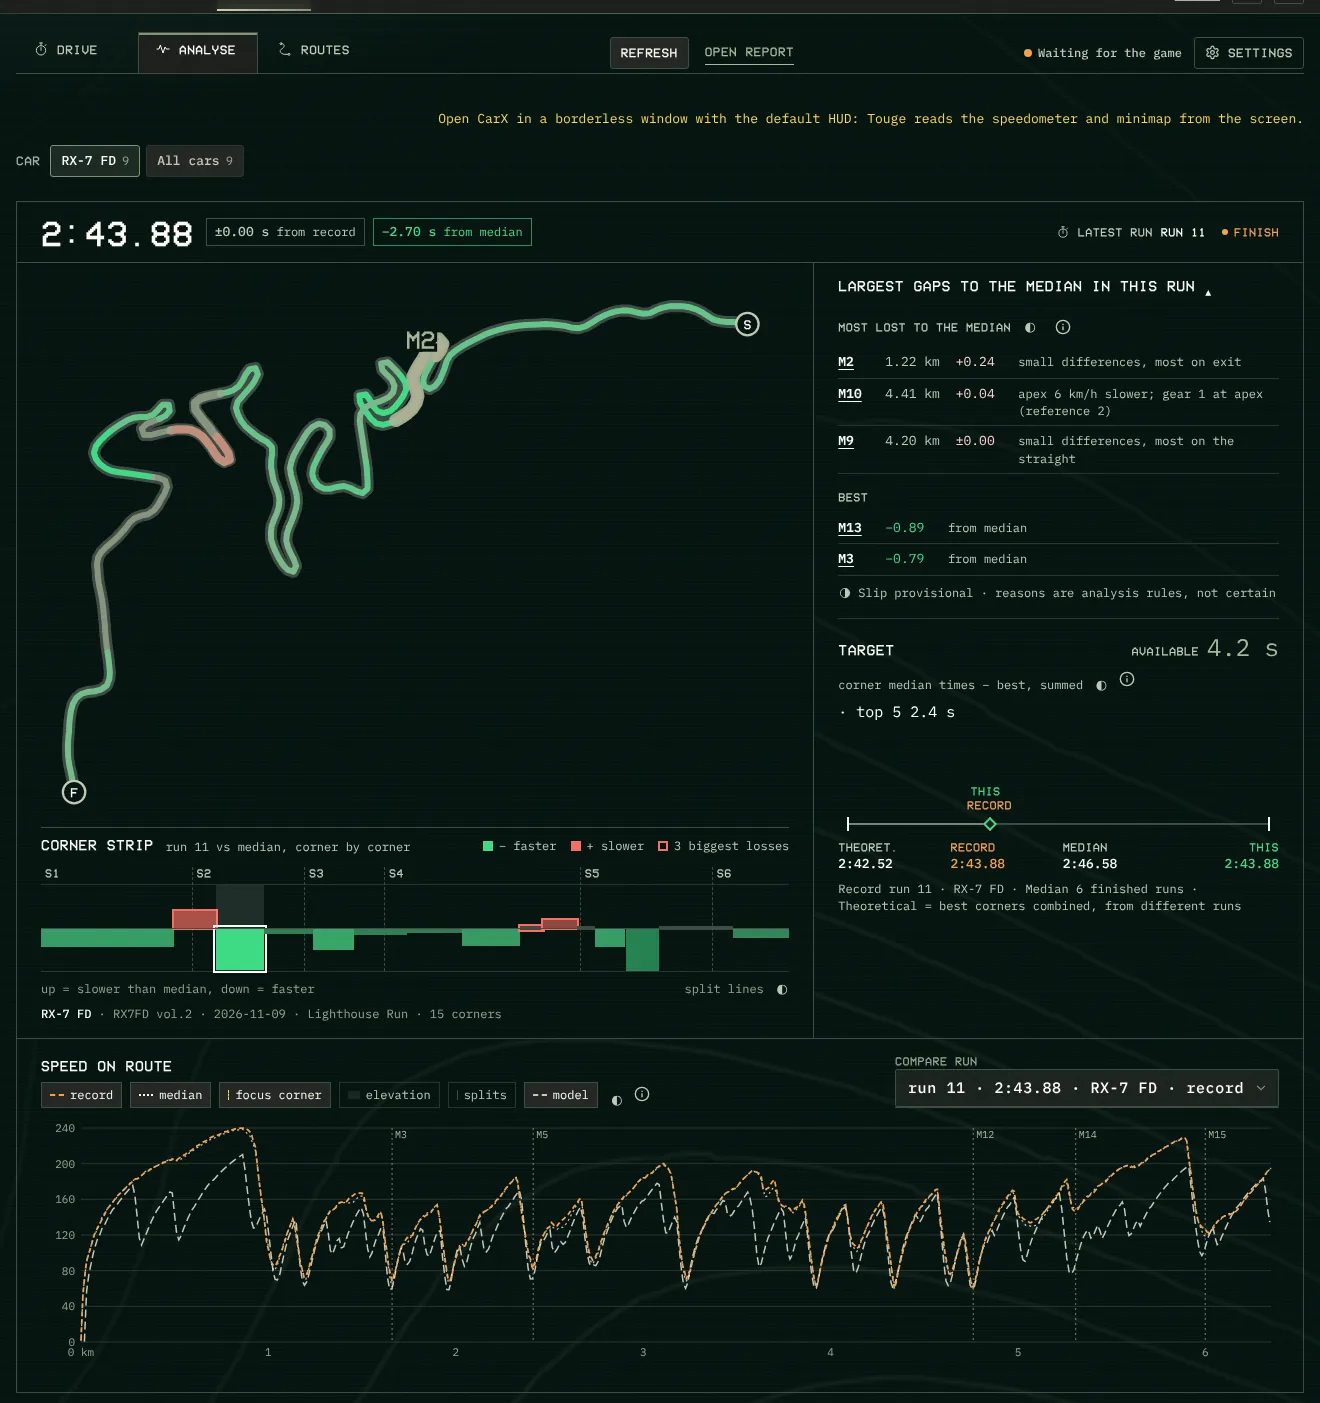 DRIVE
ANALYSE
ROUTES
REFRESH
OPEN REPORT
Waiting for the game
SETTINGS
Open CarX in a borderless window with the default HUD: Touge reads the speedometer and minimap from the screen.
CAR
RX-7 FD 9
All cars 9
2:43.88
±0.00 s from record
−2.70 s from median
LATEST RUN RUN 11
FINISH
M2
S
F
LARGEST GAPS TO THE MEDIAN IN THIS RUN
MOST LOST TO THE MEDIAN
M2 1.22 km +0.24 small differences, most on exit
M10 4.41 km +0.04 apex 6 km/h slower; gear 1 at apex
(reference 2)
M9 4.20 km ±0.00 small differences, most on the
straight
BEST
M13 −0.89 from median
M3 −0.79 from median
Slip provisional · reasons are analysis rules, not certain
TARGET
AVAILABLE 4.2 s
corner median times − best, summed
· top 5 2.4 s
THIS
RECORD
THEORET. RECORD MEDIAN THIS
2:42.52 2:43.88 2:46.58 2:43.88
Record run 11 · RX-7 FD · Median 6 finished runs ·
Theoretical = best corners combined, from different runs
CORNER STRIP run 11 vs median, corner by corner
− faster
+ slower
3 biggest losses
S1 S2 S3 S4 S5 S6
up = slower than median, down = faster
split lines
RX-7 FD · RX7FD vol.2 · 2026-11-09 · Lighthouse Run · 15 corners
SPEED ON ROUTE
record
median
focus corner
elevation
splits
model
COMPARE RUN
run 11 · 2:43.88 · RX-7 FD · record
240
200
160
120
80
40
0
M3 M5 M12 M14 M15
0 km 1 2 3 4 5 6